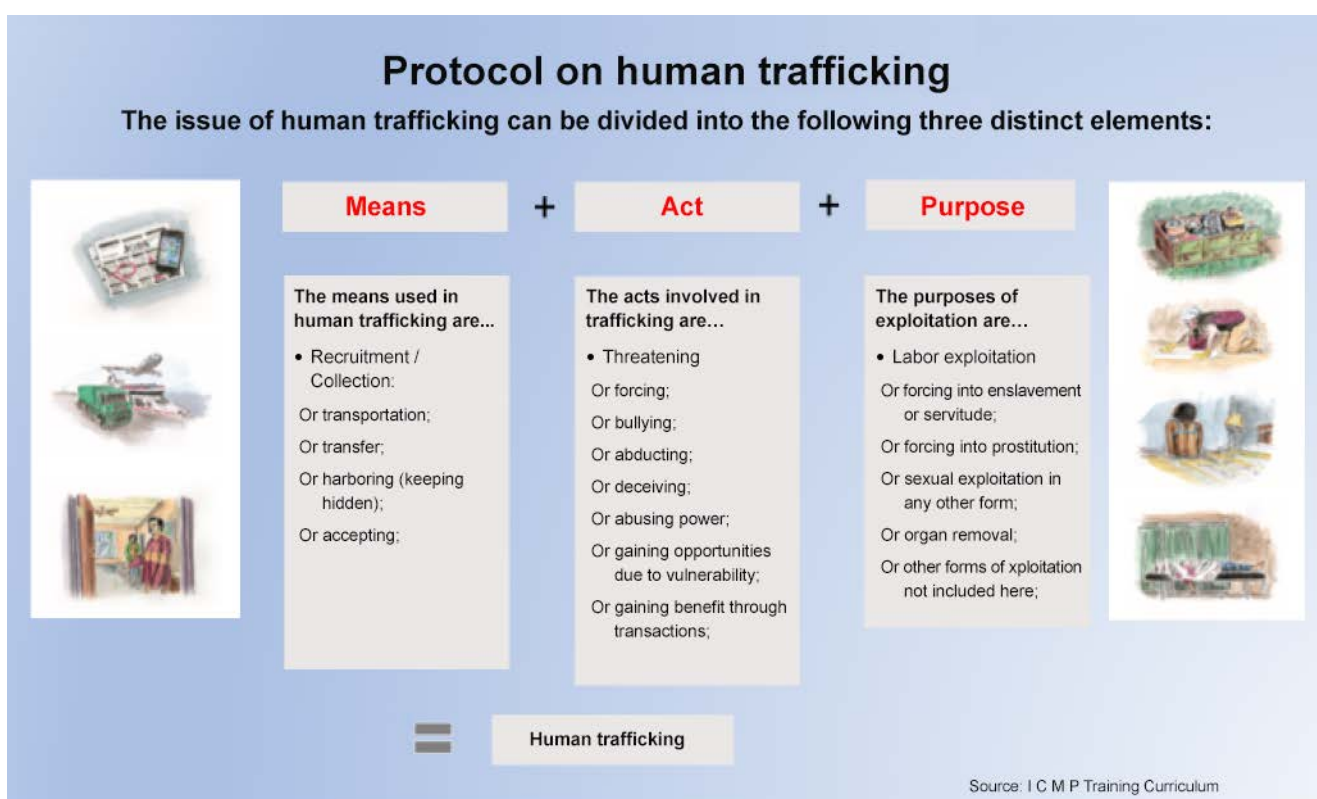 Protocol on human trafficking
The issue of human trafficking can be divided into the following three distinct elements:
Means
+
Act
+
Purpose
The means used in
human trafficking are...
• Recruitment /
Collection:
Or transportation;
Or transfer;
Or harboring (keeping
hidden);
Or accepting;
The acts involved in
trafficking are…
• Threatening
Or forcing;
Or bullying;
Or abducting;
Or deceiving;
Or abusing power;
Or gaining opportunities
due to vulnerability;
Or gaining benefit through
transactions;
The purposes of
exploitation are…
• Labor exploitation
Or forcing into enslavement
or servitude;
Or forcing into prostitution;
Or sexual exploitation in
any other form;
Or organ removal;
Or other forms of xploitation
not included here;
=
Human trafficking
Source: I C M P Training Curriculum